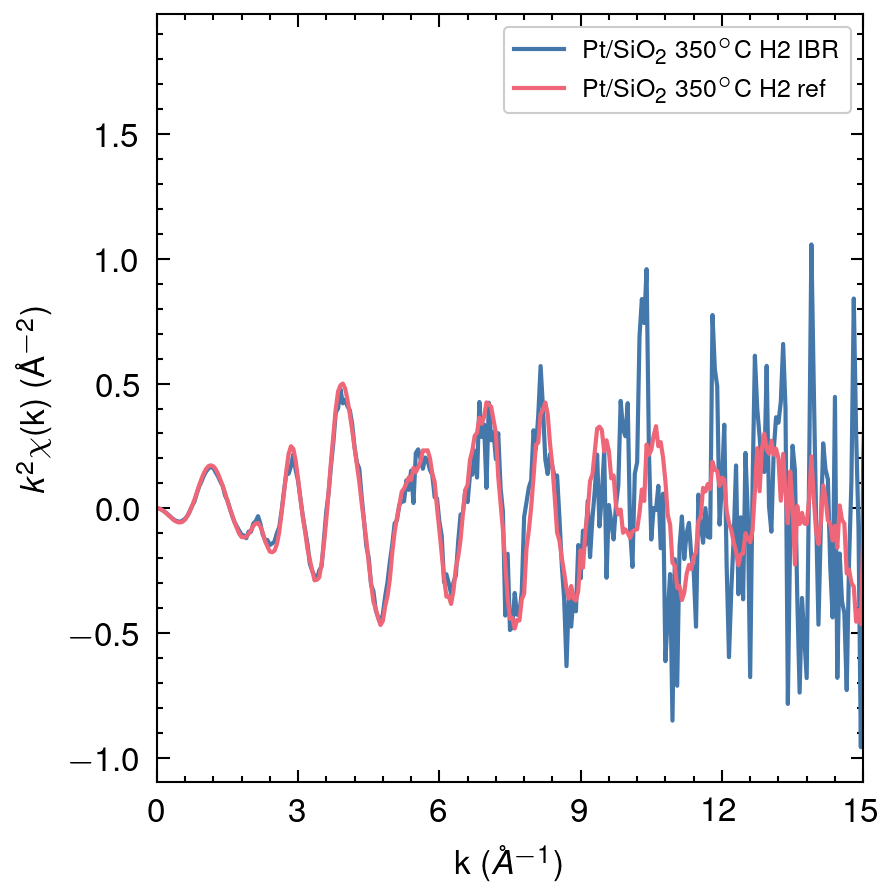 Pt/SiO₂ 350°C H2 IBR
Pt/SiO₂ 350°C H2 ref
1.5
1.0
0.5
0.0
−0.5
−1.0
k²χ(k) (Å⁻²)
0 3 6 9 12 15
k (Å⁻¹)